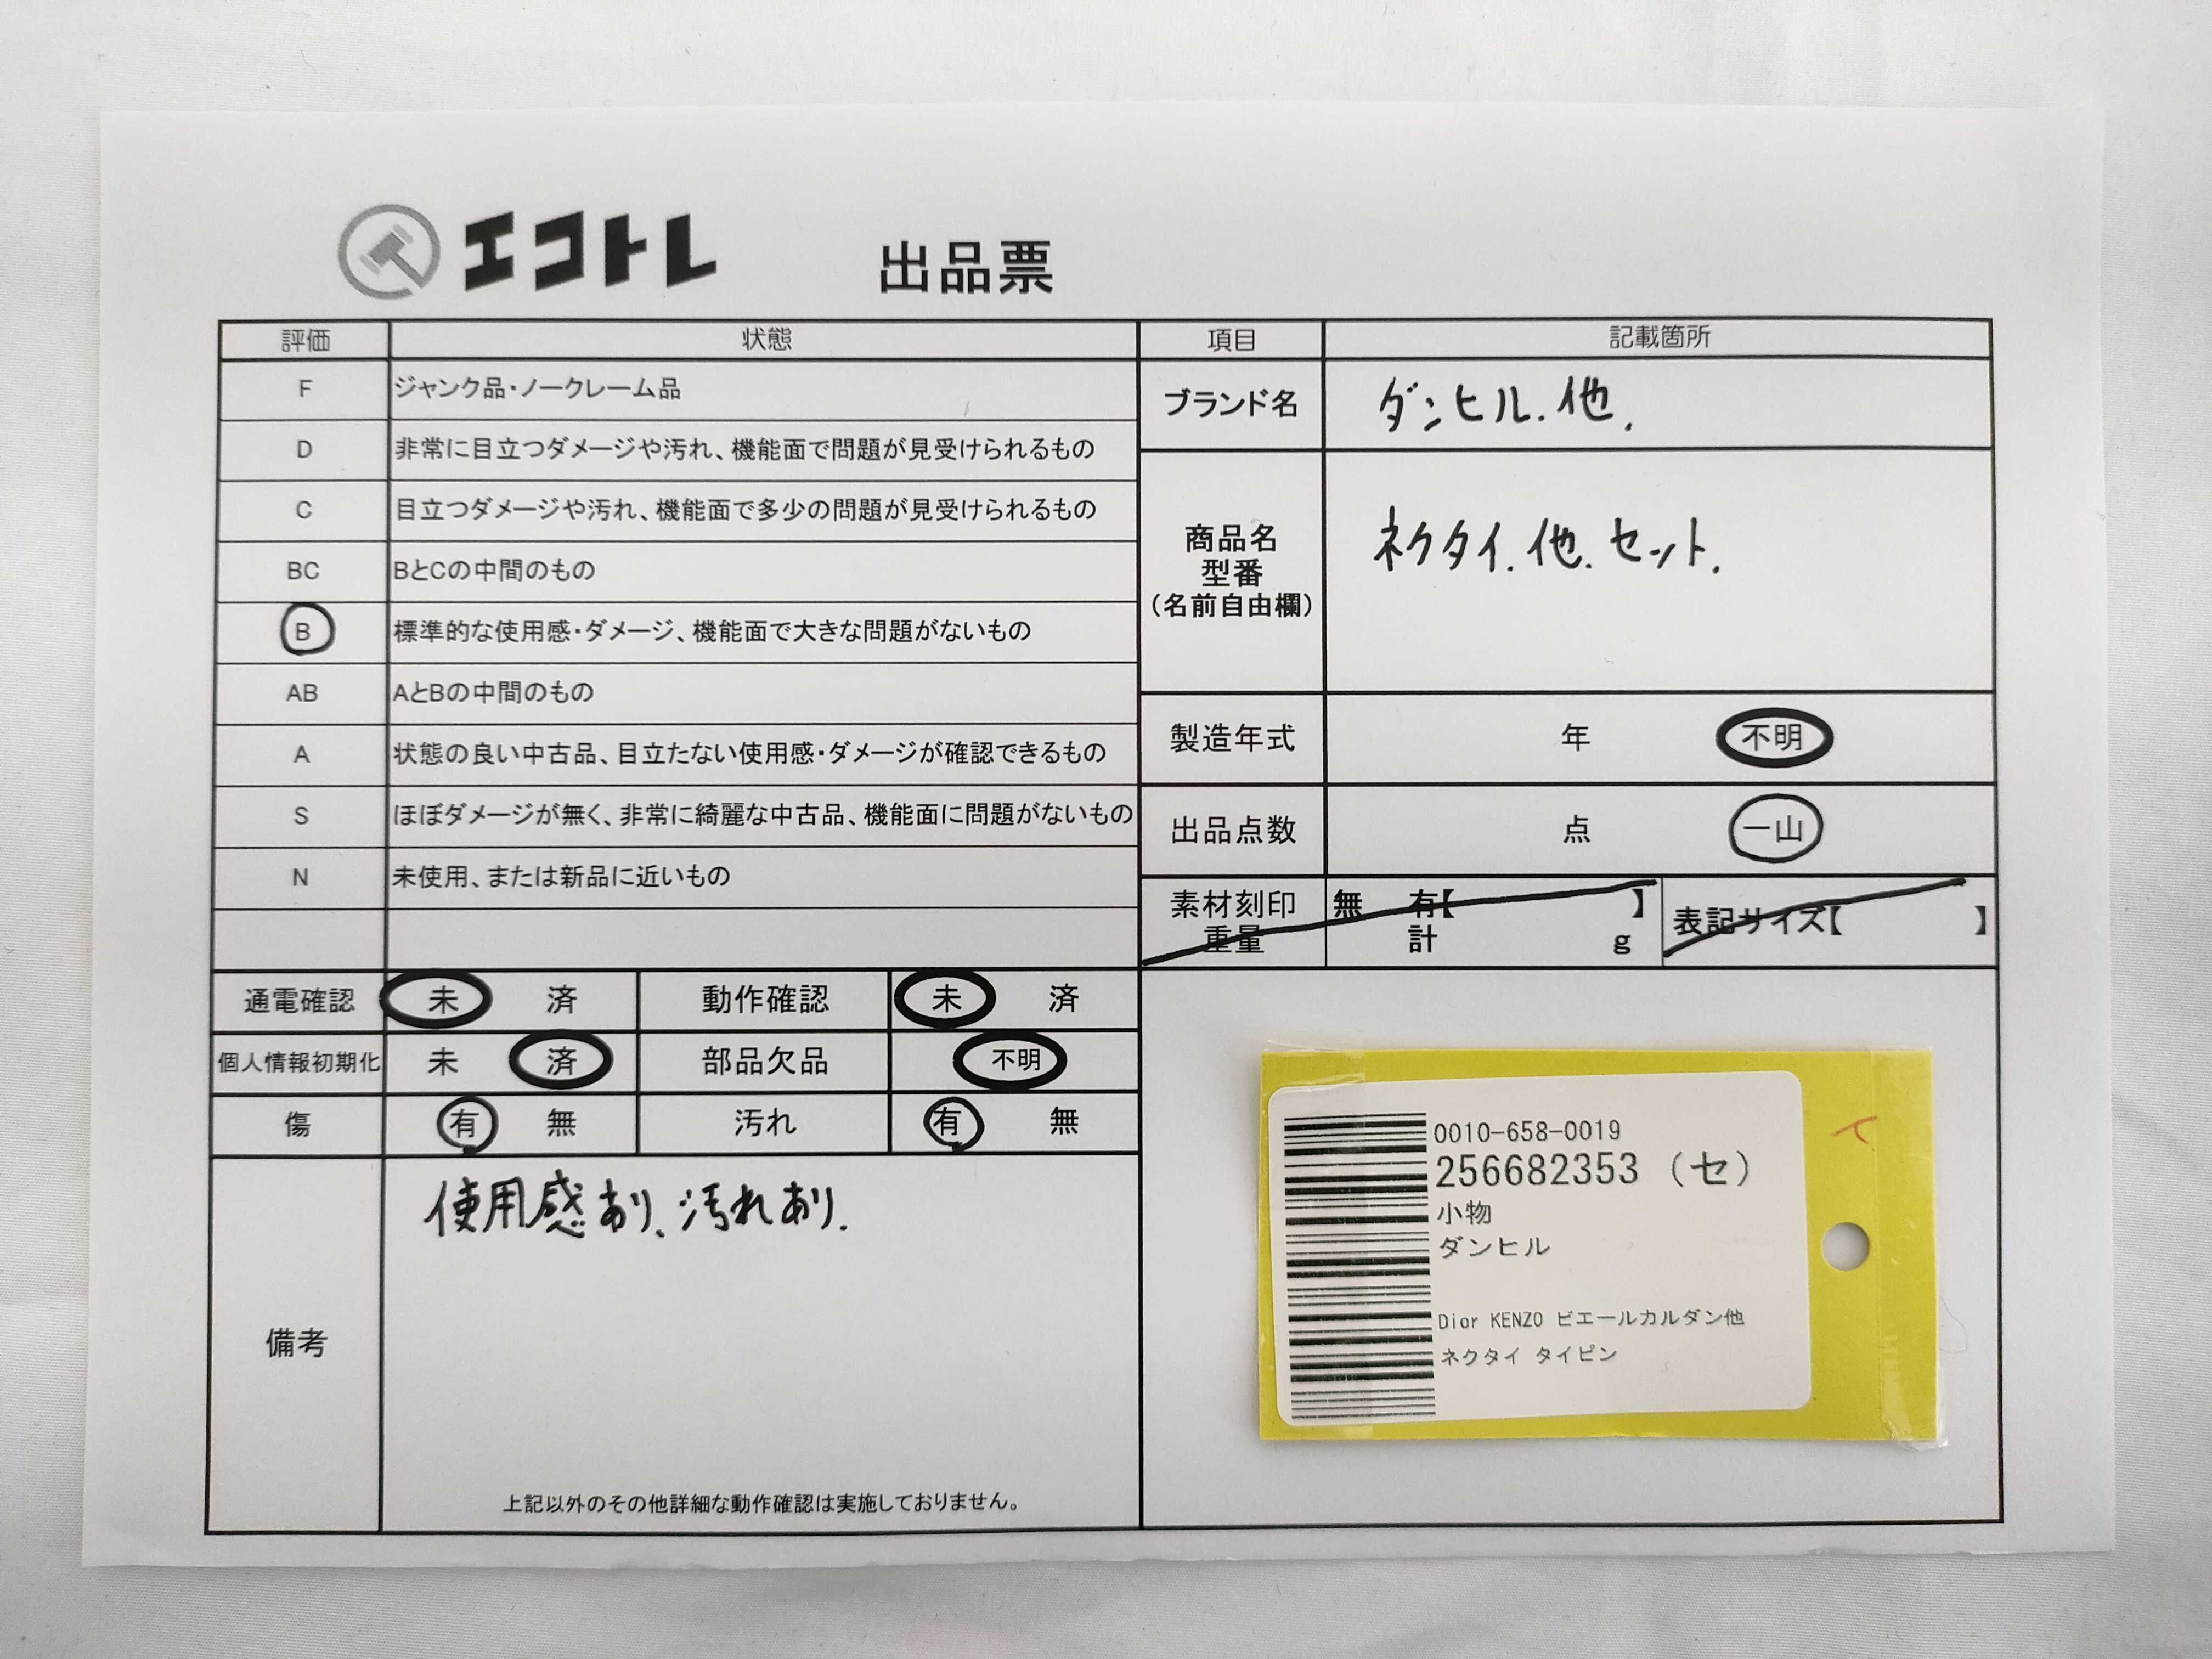 エコトレ 出品票
評価 状態
F ジャンク品・ノークレーム品
D 非常に目立つダメージや汚れ、機能面で問題が見受けられるもの
C 目立つダメージや汚れ、機能面で多少の問題が見受けられるもの
BC BとCの中間のもの
B 標準的な使用感・ダメージ、機能面で大きな問題がないもの
AB AとBの中間のもの
A 状態の良い中古品、目立たない使用感・ダメージが確認できるもの
S ほぼダメージが無く、非常に綺麗な中古品、機能面に問題がないもの
N 未使用、または新品に近いもの
通電確認 未 済 動作確認 未 済
個人情報初期化 未 済 部品欠品 不明
傷 有 無 汚れ 有 無
備考
使用感あり、汚れあり.
上記以外のその他詳細な動作確認は実施しておりません。
項目 記載箇所
ブランド名 ダンヒル.他.
商品名
型番
(名前自由欄)
ネクタイ.他.セット.
製造年式 年 不明
出品点数 点 一山
素材刻印 無 有【 】
重量 計 g
表記サイズ【 】
0010-658-0019
256682353 (セ)
小物
ダンヒル
Dior KENZO ピエールカルダン他
ネクタイ タイピン